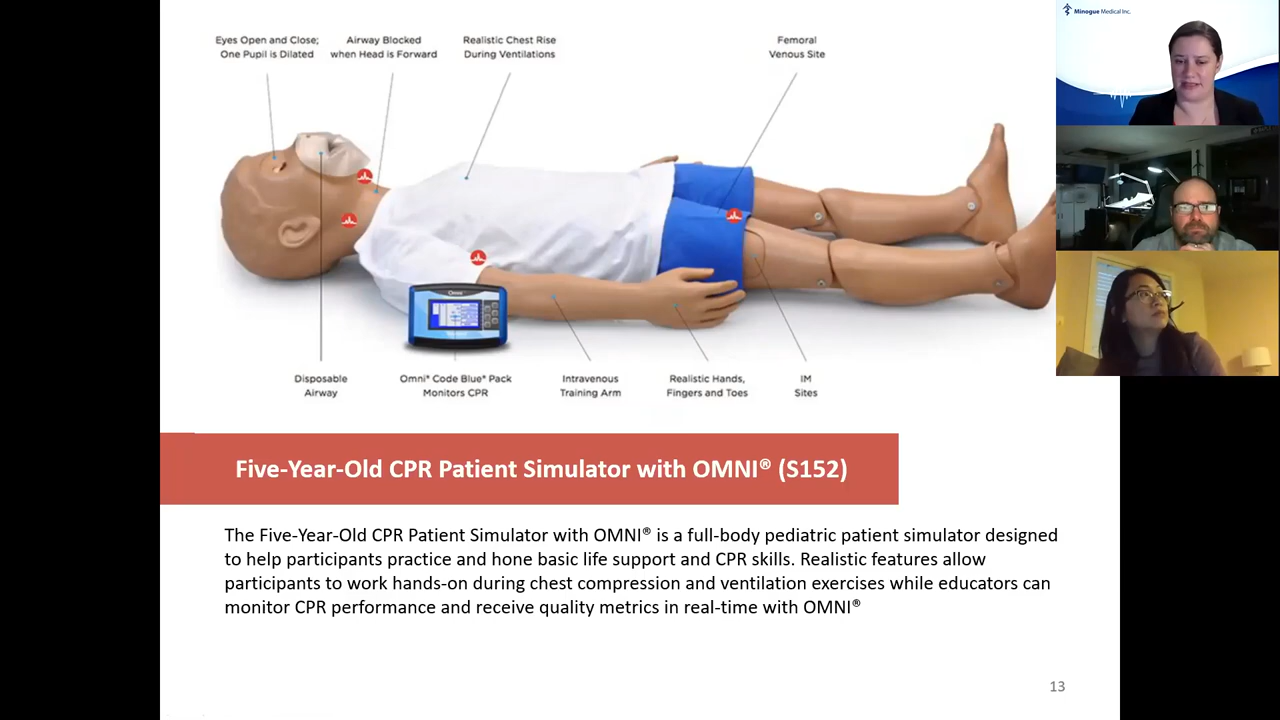 Eyes Open and Close;
One Pupil is Dilated
Airway Blocked
when Head is Forward
Realistic Chest Rise
During Ventilations
Femoral
Venous Site
Minogue Medical Inc.
Disposable
Airway
Omni® Code Blue® Pack
Monitors CPR
Intravenous
Training Arm
Realistic Hands,
Fingers and Toes
IM
Sites
Five-Year-Old CPR Patient Simulator with OMNI® (S152)
The Five-Year-Old CPR Patient Simulator with OMNI® is a full-body pediatric patient simulator designed
to help participants practice and hone basic life support and CPR skills. Realistic features allow
participants to work hands-on during chest compression and ventilation exercises while educators can
monitor CPR performance and receive quality metrics in real-time with OMNI®
13